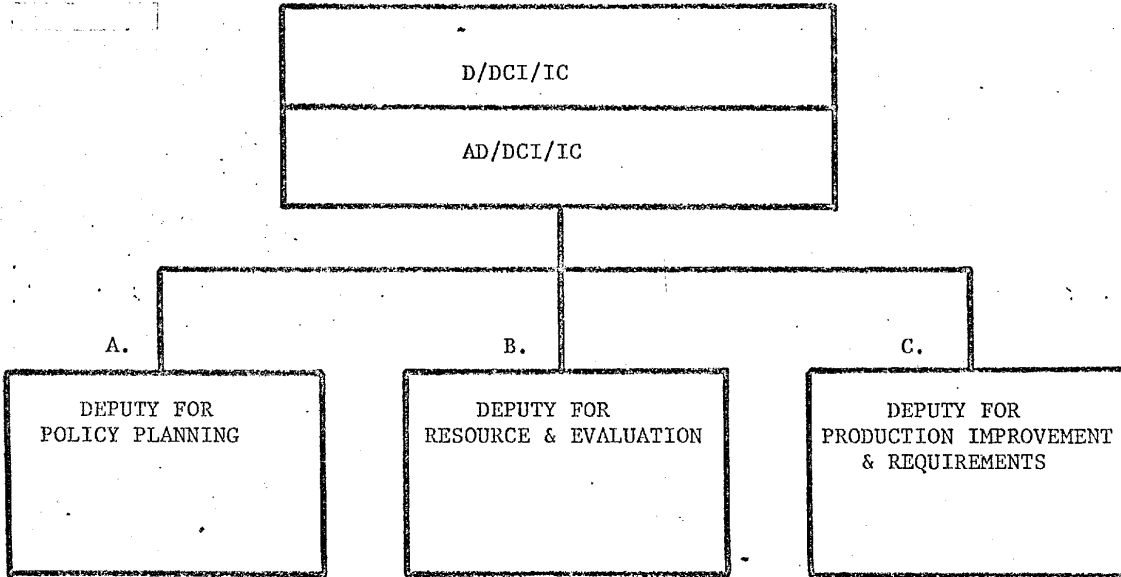 D/DCI/IC
AD/DCI/IC
A.
DEPUTY FOR
POLICY PLANNING
B.
DEPUTY FOR
RESOURCE & EVALUATION
C.
DEPUTY FOR
PRODUCTION IMPROVEMENT
& REQUIREMENTS